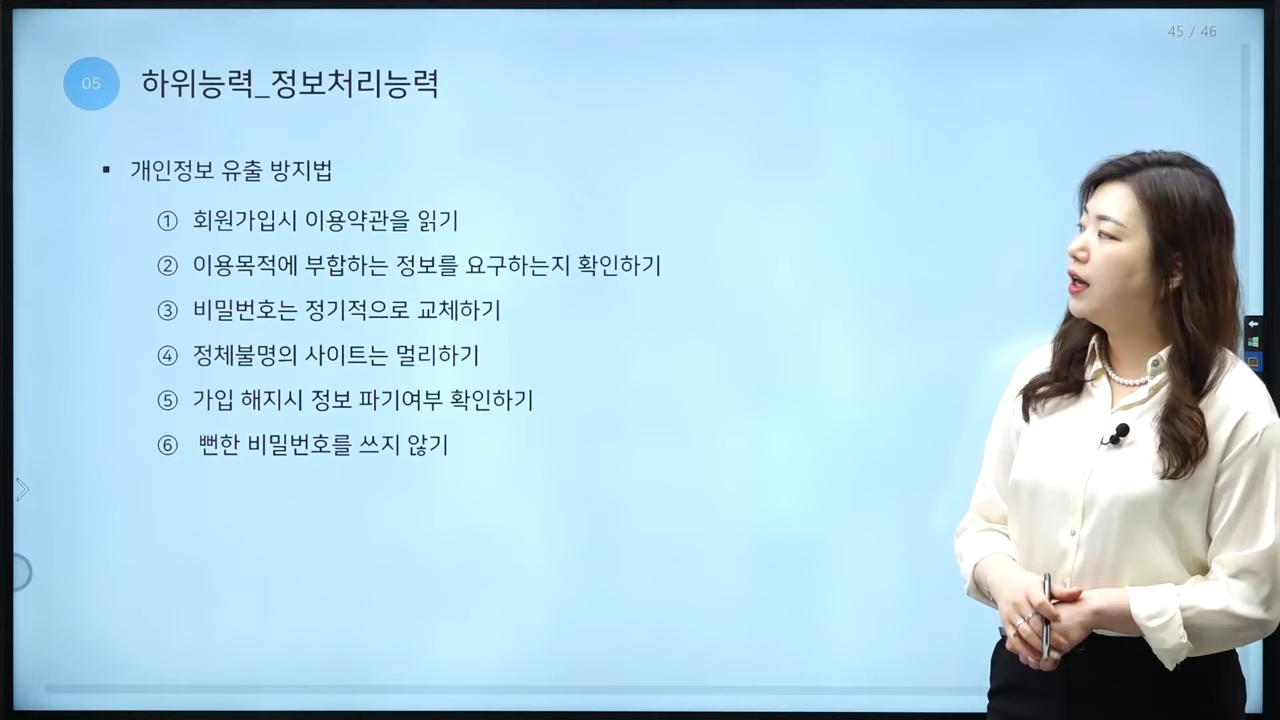 45 / 46
05 하위능력_정보처리능력
▪ 개인정보 유출 방지법
① 회원가입시 이용약관을 읽기
② 이용목적에 부합하는 정보를 요구하는지 확인하기
③ 비밀번호는 정기적으로 교체하기
④ 정체불명의 사이트는 멀리하기
⑤ 가입 해지시 정보 파기여부 확인하기
⑥ 뻔한 비밀번호를 쓰지 않기